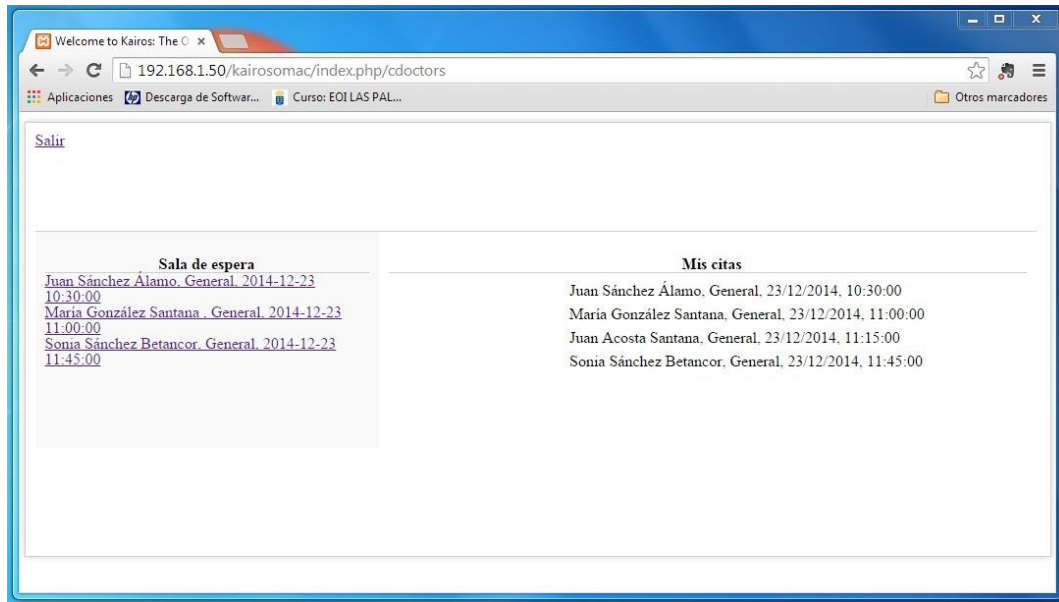 Welcome to Kairos: The O
192.168.1.50/kairosomac/index.php/cdoctors
Aplicaciones Descarga de Softwar... Curso: EOI LAS PAL... Otros marcadores
Salir
Sala de espera
Juan Sánchez Álamo, General, 2014-12-23
10:30:00
María González Santana , General, 2014-12-23
11:00:00
Sonia Sánchez Betancor, General, 2014-12-23
11:45:00
Mis citas
Juan Sánchez Álamo, General, 23/12/2014, 10:30:00
María González Santana, General, 23/12/2014, 11:00:00
Juan Acosta Santana, General, 23/12/2014, 11:15:00
Sonia Sánchez Betancor, General, 23/12/2014, 11:45:00